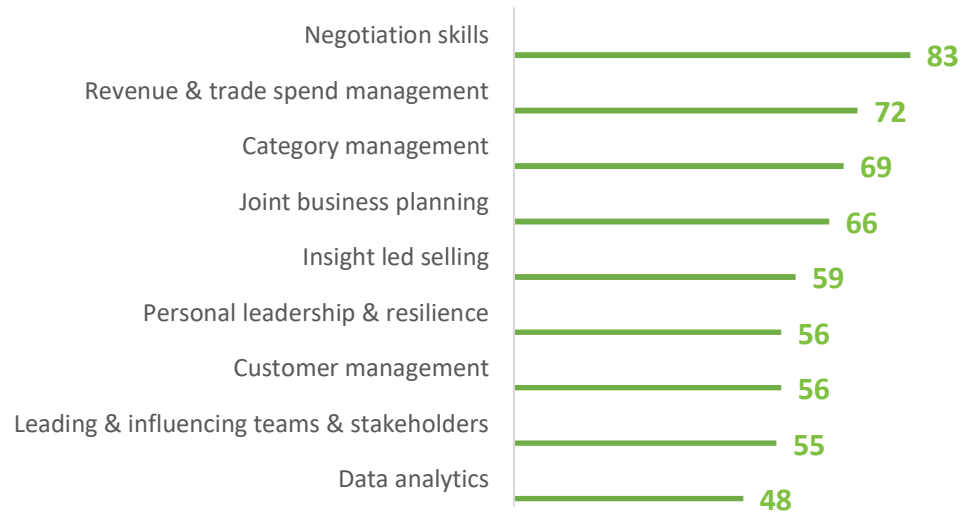 Negotiation skills
83
Revenue & trade spend management
72
Category management
69
Joint business planning
66
Insight led selling
59
Personal leadership & resilience
56
Customer management
56
Leading & influencing teams & stakeholders
55
Data analytics
48